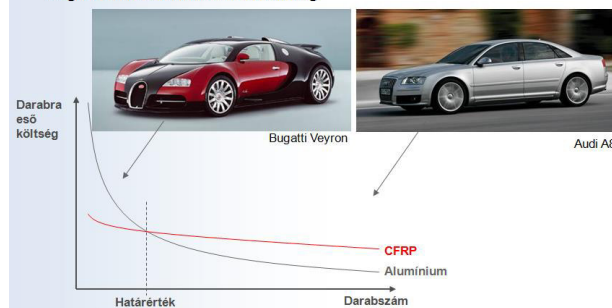 Darabra
eső
költség
Bugatti Veyron
Audi A8
CFRP
Alumínium
Határérték
Darabszám